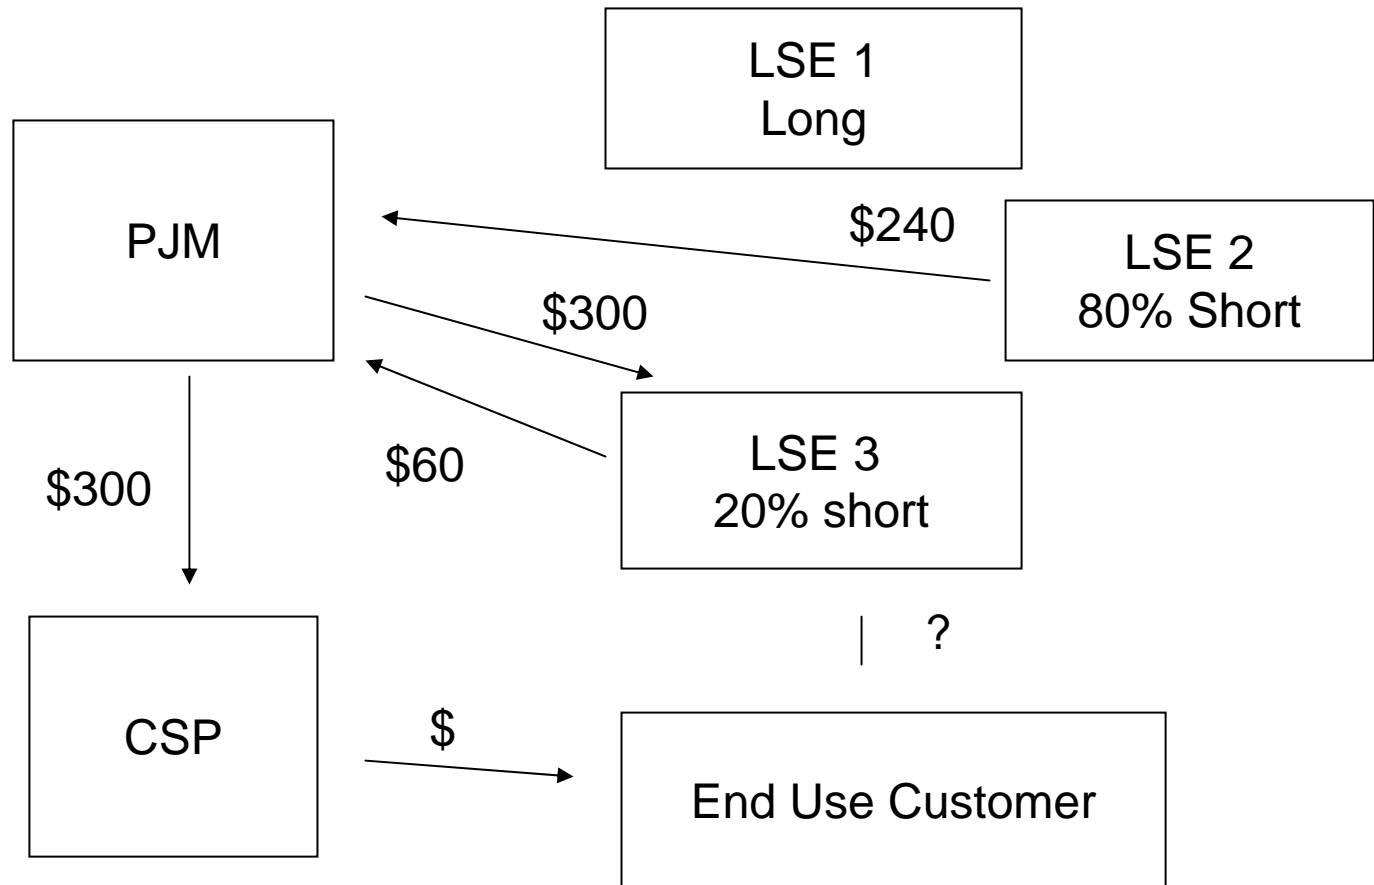 LSE 1
Long
PJM
$240
LSE 2
80% Short
$300
$60
LSE 3
20% short
$300
?
CSP
$
End Use Customer